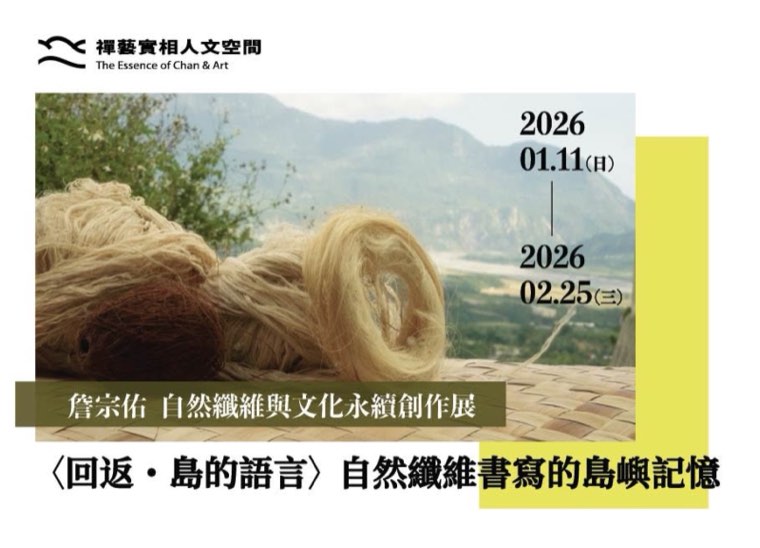 禪藝實相人文空間
The Essence of Chan & Art
2026
01.11(日)
2026
02.25(三)
詹宗佑 自然纖維與文化永續創作展
〈回返・島的語言〉自然纖維書寫的島嶼記憶